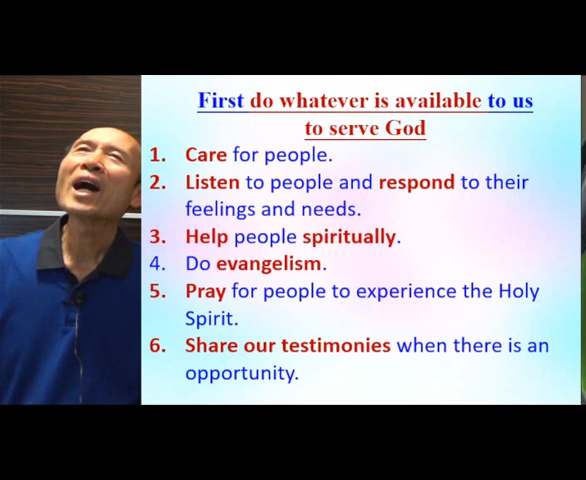 First do whatever is available to us
to serve God
1. Care for people.
2. Listen to people and respond to their
feelings and needs.
3. Help people spiritually.
4. Do evangelism.
5. Pray for people to experience the Holy
Spirit.
6. Share our testimonies when there is an
opportunity.